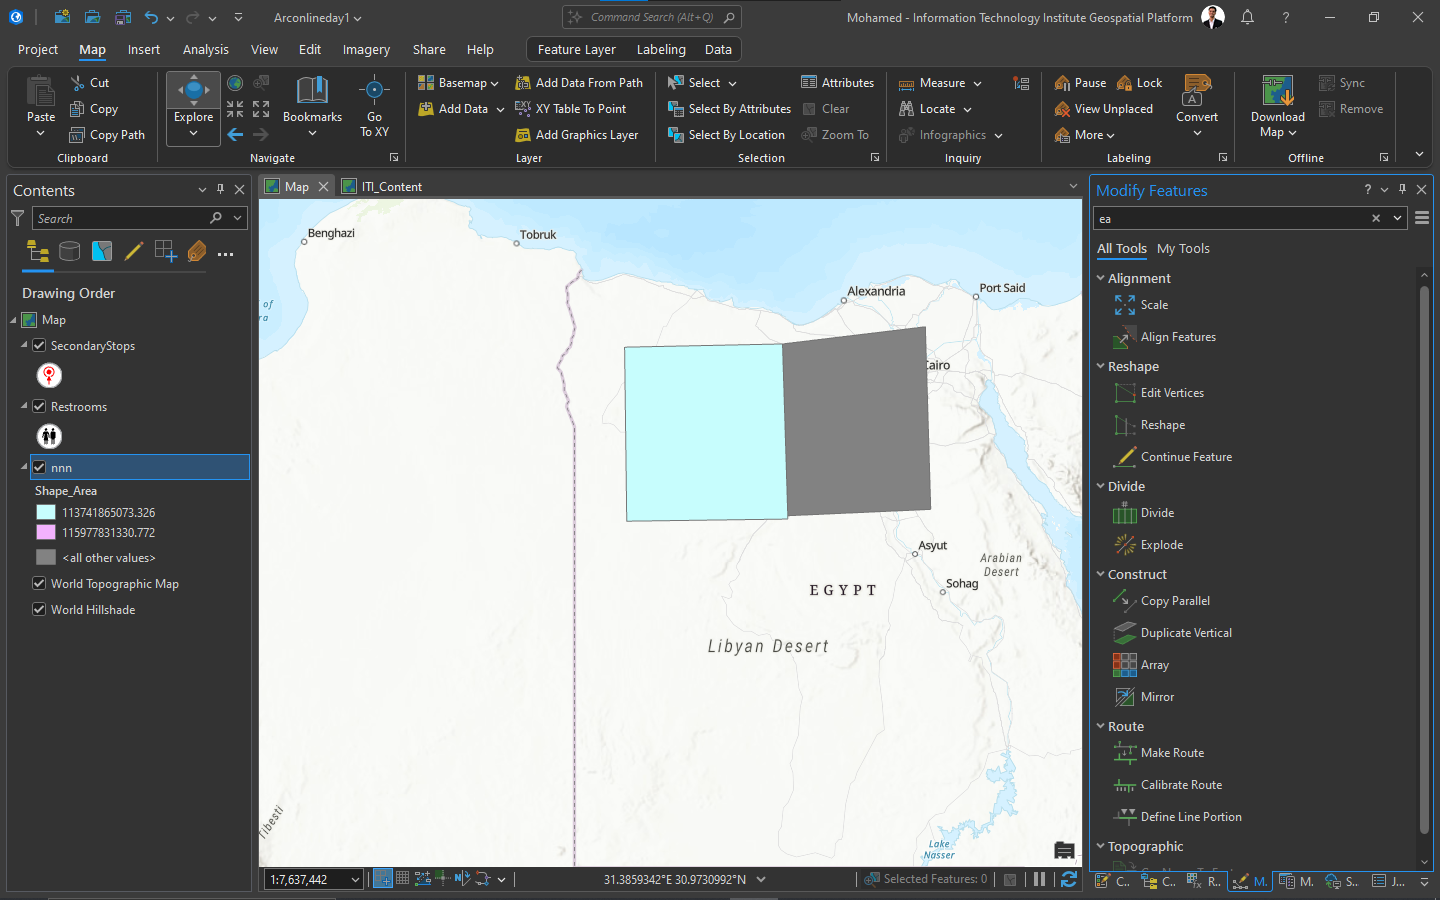 Arconlineday1
Command Search (Alt+Q)
Mohamed - Information Technology Institute Geospatial Platform
Project
Map
Insert
Analysis
View
Edit
Imagery
Share
Help
Feature Layer
Labeling
Data
Paste
Cut
Copy
Copy Path
Clipboard
Explore
Bookmarks
Go
To XY
Navigate
Basemap
Add Data
Add Data From Path
XY Table To Point
Add Graphics Layer
Layer
Select
Select By Attributes
Select By Location
Attributes
Clear
Zoom To
Selection
Measure
Locate
Infographics
Inquiry
Pause
Lock
View Unplaced
More
Convert
Labeling
Download
Map
Sync
Remove
Offline
Contents
Search
Drawing Order
Map
SecondaryStops
Restrooms
nnn
Shape_Area
113741865073.326
115977831330.772
<all other values>
World Topographic Map
World Hillshade
Map
ITI_Content
Benghazi
Tobruk
of
ra
Alexandria
Port Said
Cairo
Asyut
Arabian
Desert
Sohag
EGYPT
Libyan Desert
Tibesti
Lake
Nasser
1:7,637,442
31.3859342°E 30.9730992°N
Selected Features: 0
Modify Features
ea
All Tools
My Tools
Alignment
Scale
Align Features
Reshape
Edit Vertices
Reshape
Continue Feature
Divide
Divide
Explode
Construct
Copy Parallel
Duplicate Vertical
Array
Mirror
Route
Make Route
Calibrate Route
Define Line Portion
Topographic
C..
C..
R..
M..
M..
S..
J...